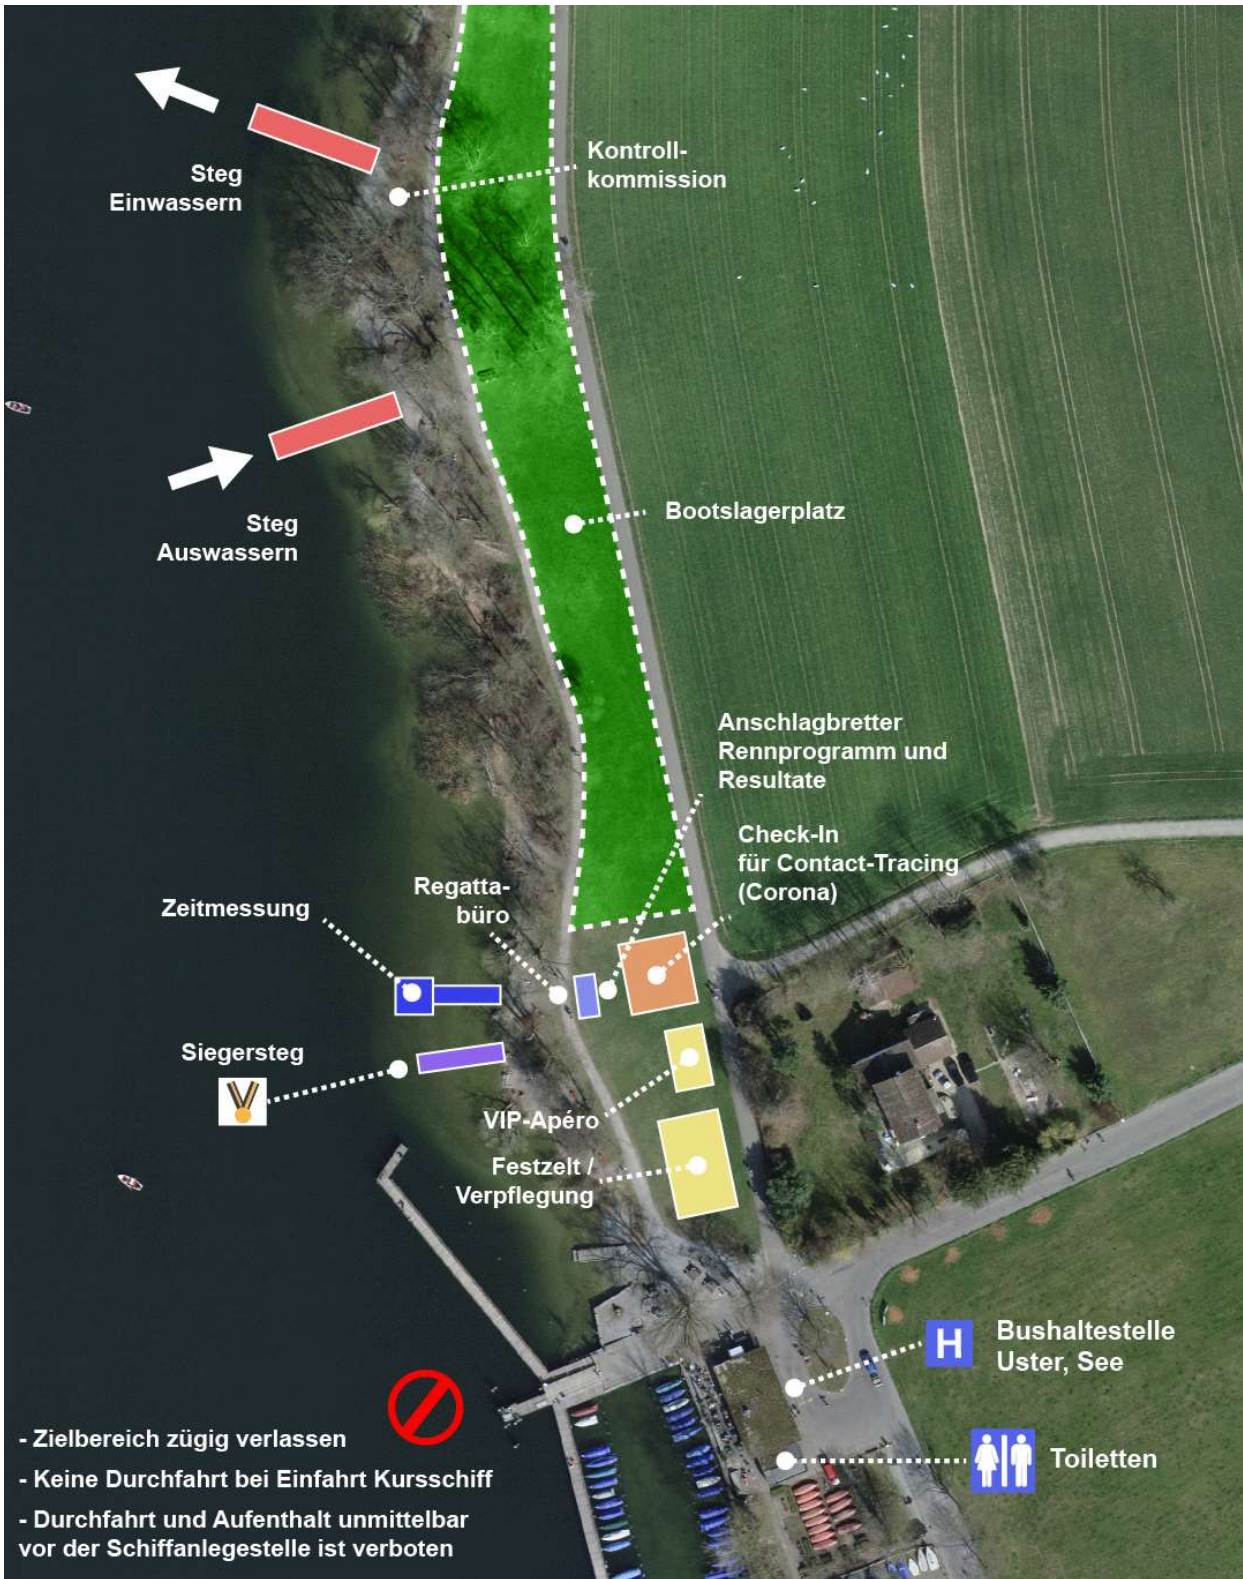 Kontroll-
kommission
Steg
Einwassern
Bootslagerplatz
Steg
Auswassern
Anschlagbretter
Rennprogramm und
Resultate
Check-In
für Contact-Tracing
(Corona)
Regatta-
büro
Zeitmessung
Siegersteg
VIP-Apéro
Festzelt /
Verpflegung
H
Bushaltestelle
Uster, See
Toiletten
- Zielbereich zügig verlassen
- Keine Durchfahrt bei Einfahrt Kursschiff
- Durchfahrt und Aufenthalt unmittelbar
vor der Schiffanlegestelle ist verboten